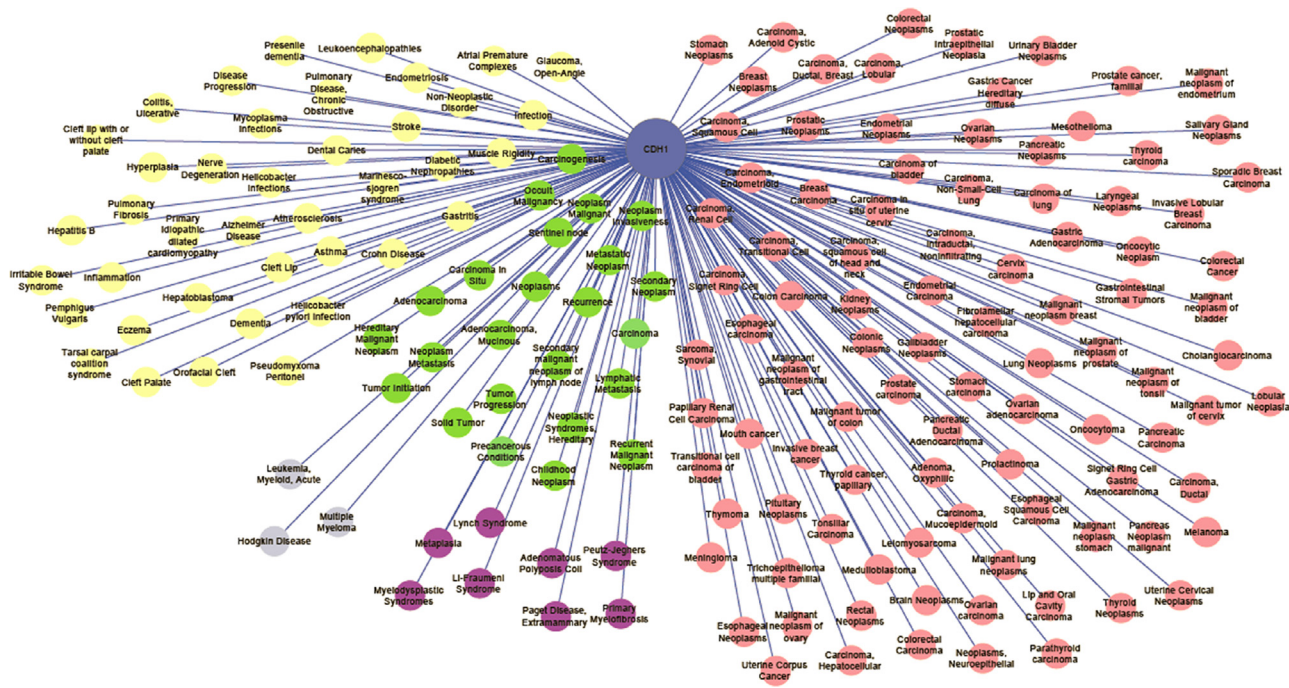 CDH1
Presenile
dementia
Leukoencephalopathies
Atrial Premature
Complexes
Glaucoma,
Open-Angle
Disease
Progression
Pulmonary
Disease,
Chronic
Obstructive
Endometriosis
Non-Neoplastic
Disorder
Infection
Colitis,
Ulcerative
Mycoplasma
Infections
Stroke
Cleft lip with or
without cleft
palate
Dental Caries
Muscle Rigidity
Hyperplasia
Nerve
Degeneration
Helicobacter
Infections
Marinesco-
sjogren
syndrome
Diabetic
Nephropathies
Pulmonary
Fibrosis
Hepatitis B
Primary
Idiopathic
dilated
cardiomyopathy
Alzheimer
Disease
Atherosclerosis
Gastritis
Irritable Bowel
Syndrome
Inflammation
Cleft Lip
Asthma
Crohn Disease
Pemphigus
Vulgaris
Hepatoblastoma
Eczema
Dementia
Helicobacter
pylori infection
Tarsal carpal
coalition
syndrome
Cleft Palate
Orofacial Cleft
Pseudomyxoma
Peritonei
Carcinogenesis
Occult
Malignancy
Neoplasm
Malignant
Neoplasm
Invasiveness
Sentinel node
Metastatic
Neoplasm
Carcinoma In
Situ
Neoplasms
Secondary
Neoplasm
Adenocarcinoma
Recurrence
Hereditary
Malignant
Neoplasm
Adenocarcinoma,
Mucinous
Carcinoma
Neoplasm
Metastasis
Secondary
malignant
neoplasm of
lymph node
Lymphatic
Metastasis
Tumor Initiation
Tumor
Progression
Solid Tumor
Neoplastic
Syndromes,
Hereditary
Precancerous
Conditions
Recurrent
Malignant
Neoplasm
Childhood
Neoplasm
Leukemia,
Myeloid, Acute
Multiple
Myeloma
Hodgkin Disease
Lynch Syndrome
Metaplasia
Adenomatous
Polyposis Coli
Peutz-Jeghers
Syndrome
Myelodysplastic
Syndromes
Li-Fraumeni
Syndrome
Paget Disease,
Extramammary
Primary
Myelofibrosis
Stomach
Neoplasms
Carcinoma,
Adenoid Cystic
Colorectal
Neoplasms
Prostatic
Intraepithelial
Neoplasia
Urinary Bladder
Neoplasms
Breast
Neoplasms
Carcinoma,
Ductal, Breast
Carcinoma,
Lobular
Gastric Cancer
Hereditary
diffuse
Prostate cancer,
familial
Malignant
neoplasm of
endometrium
Carcinoma,
Squamous Cell
Prostatic
Neoplasms
Endometrial
Neoplasms
Ovarian
Neoplasms
Mesothelioma
Salivary Gland
Neoplasms
Pancreatic
Neoplasms
Thyroid
carcinoma
Carcinoma,
Endometrioid
Breast
Carcinoma
Carcinoma of
bladder
Carcinoma,
Non-Small-Cell
Lung
Carcinoma of
lung
Laryngeal
Neoplasms
Sporadic Breast
Carcinoma
Invasive Lobular
Breast
Carcinoma
Carcinoma,
Renal Cell
Carcinoma in
situ of uterine
cervix
Gastric
Adenocarcinoma
Carcinoma,
Transitional Cell
Carcinoma,
squamous cell
of head and
neck
Carcinoma,
Intraductal,
Noninfiltrating
Oncocytic
Neoplasm
Colorectal
Cancer
Carcinoma,
Signet Ring Cell
Colon Carcinoma
Kidney
Neoplasms
Endometrial
Carcinoma
Cervix
carcinoma
Gastrointestinal
Stromal Tumors
Malignant
neoplasm of
bladder
Esophageal
carcinoma
Fibrolamellar
hepatocellular
carcinoma
Malignant
neoplasm breast
Sarcoma,
Synovial
Malignant
neoplasm of
gastrointestinal
tract
Colonic
Neoplasms
Gallbladder
Neoplasms
Lung Neoplasms
Malignant
neoplasm of
prostate
Cholangiocarcinoma
Prostate
carcinoma
Stomach
carcinoma
Malignant
neoplasm of
tonsil
Malignant tumor
of cervix
Lobular
Neoplasia
Papillary Renal
Cell Carcinoma
Malignant tumor
of colon
Ovarian
adenocarcinoma
Mouth cancer
Pancreatic
Ductal
Adenocarcinoma
Oncocytoma
Pancreatic
Carcinoma
Transitional cell
carcinoma of
bladder
Invasive breast
cancer
Thyroid cancer,
papillary
Adenoma,
Oxyphilic
Prolactinoma
Signet Ring Cell
Gastric
Adenocarcinoma
Carcinoma,
Ductal
Thymoma
Pituitary
Neoplasms
Tonsillar
Carcinoma
Carcinoma,
Mucoepidermoid
Esophageal
Squamous Cell
Carcinoma
Malignant
neoplasm
stomach
Pancreas
Neoplasm
malignant
Melanoma
Meningioma
Leiomyosarcoma
Trichoepithelioma
multiple familial
Medulloblastoma
Malignant lung
neoplasms
Uterine Cervical
Neoplasms
Esophageal
Neoplasms
Malignant
neoplasm of
ovary
Rectal
Neoplasms
Brain Neoplasms
Ovarian
carcinoma
Lip and Oral
Cavity
Carcinoma
Thyroid
Neoplasms
Uterine Corpus
Cancer
Carcinoma,
Hepatocellular
Colorectal
Carcinoma
Neoplasms,
Neuroepithelial
Parathyroid
carcinoma